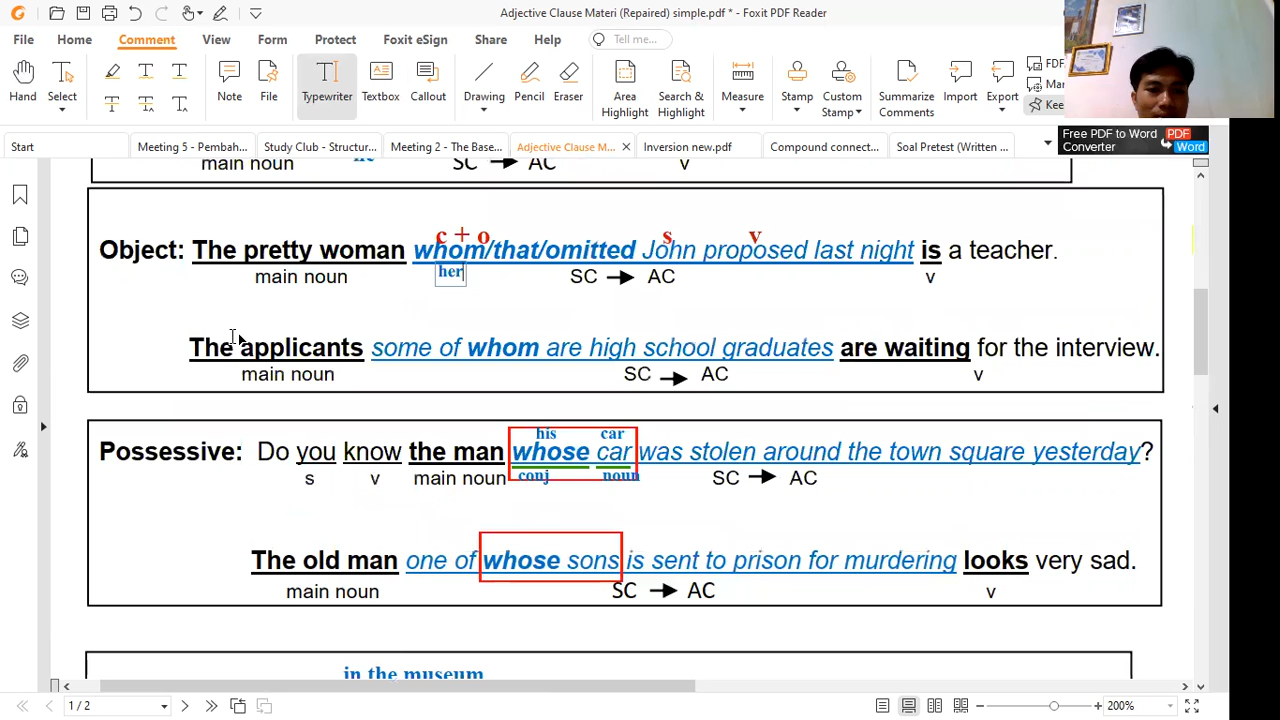 Adjective Clause Materi (Repaired) simple.pdf * - Foxit PDF Reader
File Home Comment View Form Protect Foxit eSign Share Help Tell me...
Hand Select T T T T Note File Typewriter Textbox Callout Drawing Pencil Eraser Area Highlight Search & Highlight Measure Stamp Custom Stamp Summarize Comments Import Export
Start Meeting 5 - Pembah... Study Club - Structur... Meeting 2 - The Base... Adjective Clause M... Inversion new.pdf Compound connect... Soal Pretest (Written ... Free PDF to Word Converter PDF Word
main noun he SC AC v
c + o s v
Object: The pretty woman whom/that/omitted John proposed last night is a teacher.
main noun her SC AC v
The applicants some of whom are high school graduates are waiting for the interview.
main noun SC AC v
his car
Possessive: Do you know the man whose car was stolen around the town square yesterday?
s v main noun conj noun SC AC
The old man one of whose sons is sent to prison for murdering looks very sad.
main noun SC AC v
in the museum
1 / 2 200%